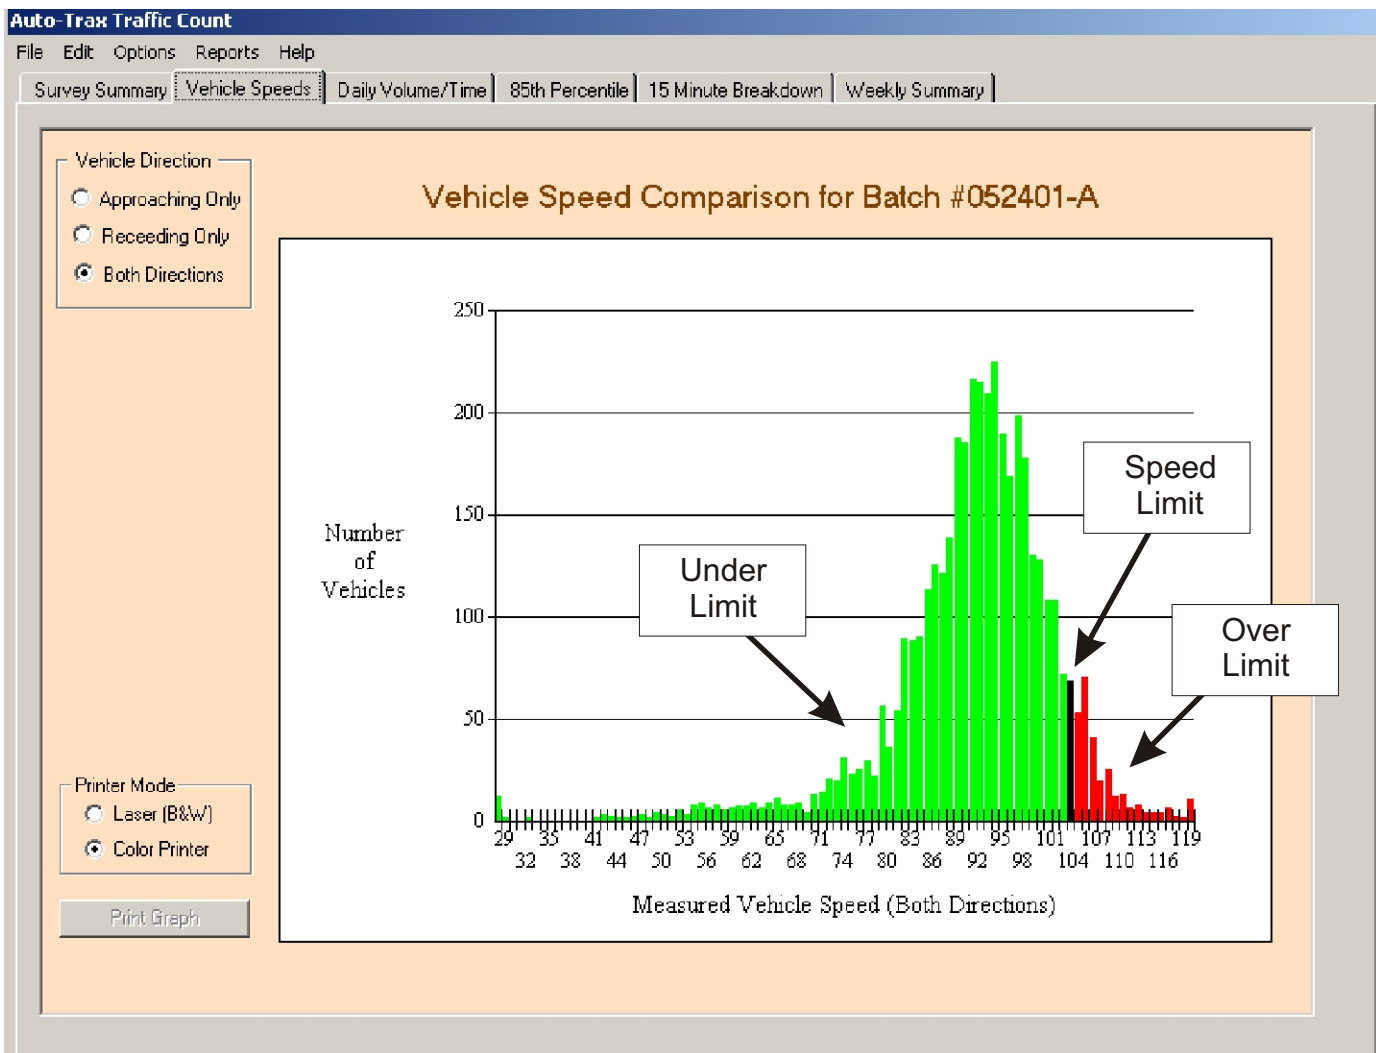 Auto-Trax Traffic Count
File Edit Options Reports Help
Survey Summary Vehicle Speeds Daily Volume/Time 85th Percentile 15 Minute Breakdown Weekly Summary
Vehicle Direction
Approaching Only
Receeding Only
Both Directions
Vehicle Speed Comparison for Batch #052401-A
250
200
150
100
50
0
Number
of
Vehicles
Under
Limit
Speed
Limit
Over
Limit
29 35 41 47 53 59 65 71 77 83 89 95 101 107 113 119
32 38 44 50 56 62 68 74 80 86 92 98 104 110 116
Measured Vehicle Speed (Both Directions)
Printer Mode
Laser (B&W)
Color Printer
Print Graph